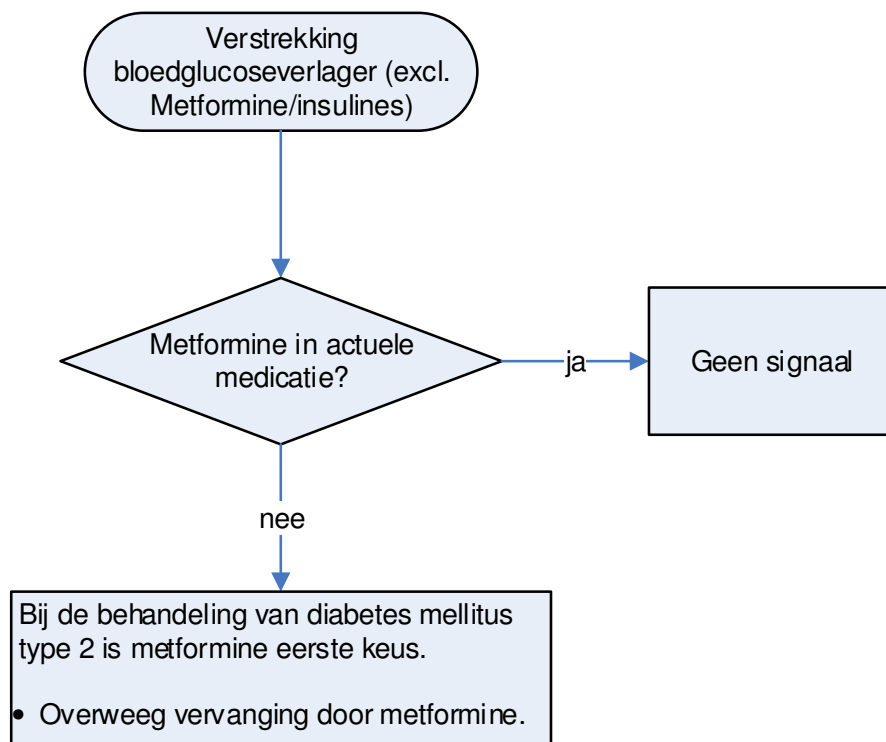 Verstrekking
bloedglucoseverlager (excl.
Metformine/insulines)
Metformine in actuele
medicatie?
ja
Geen signaal
nee
Bij de behandeling van diabetes mellitus
type 2 is metformine eerste keus.
• Overweeg vervanging door metformine.